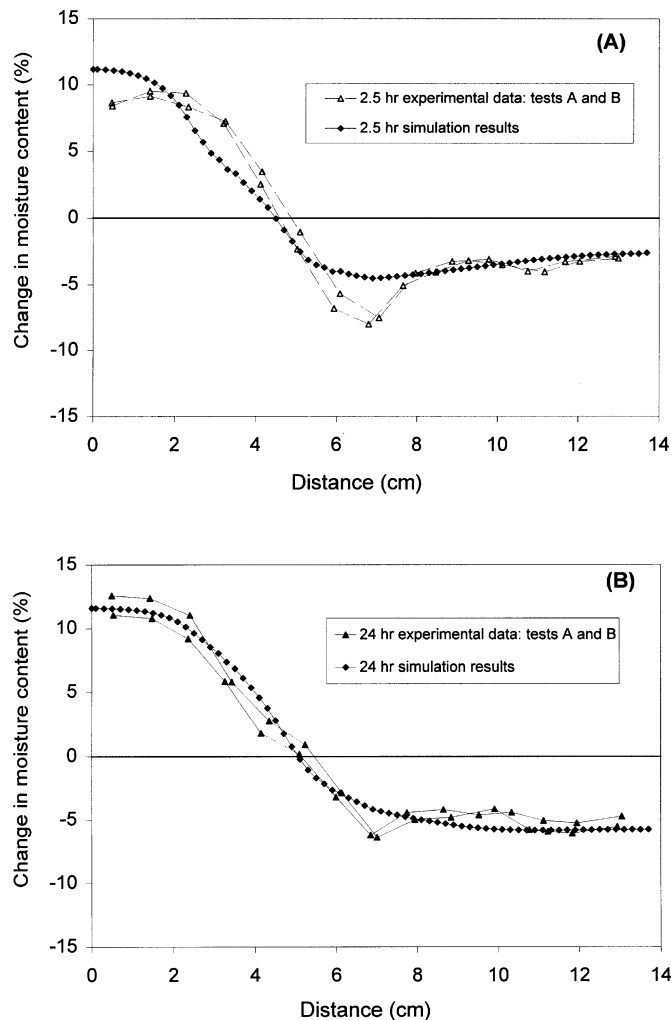 (A)
Change in moisture content (%)
15
10
5
0
-5
-10
-15
2.5 hr experimental data: tests A and B
2.5 hr simulation results
0 2 4 6 8 10 12 14
Distance (cm)
(B)
Change in moisture content (%)
15
10
5
0
-5
-10
-15
24 hr experimental data: tests A and B
24 hr simulation results
0 2 4 6 8 10 12 14
Distance (cm)